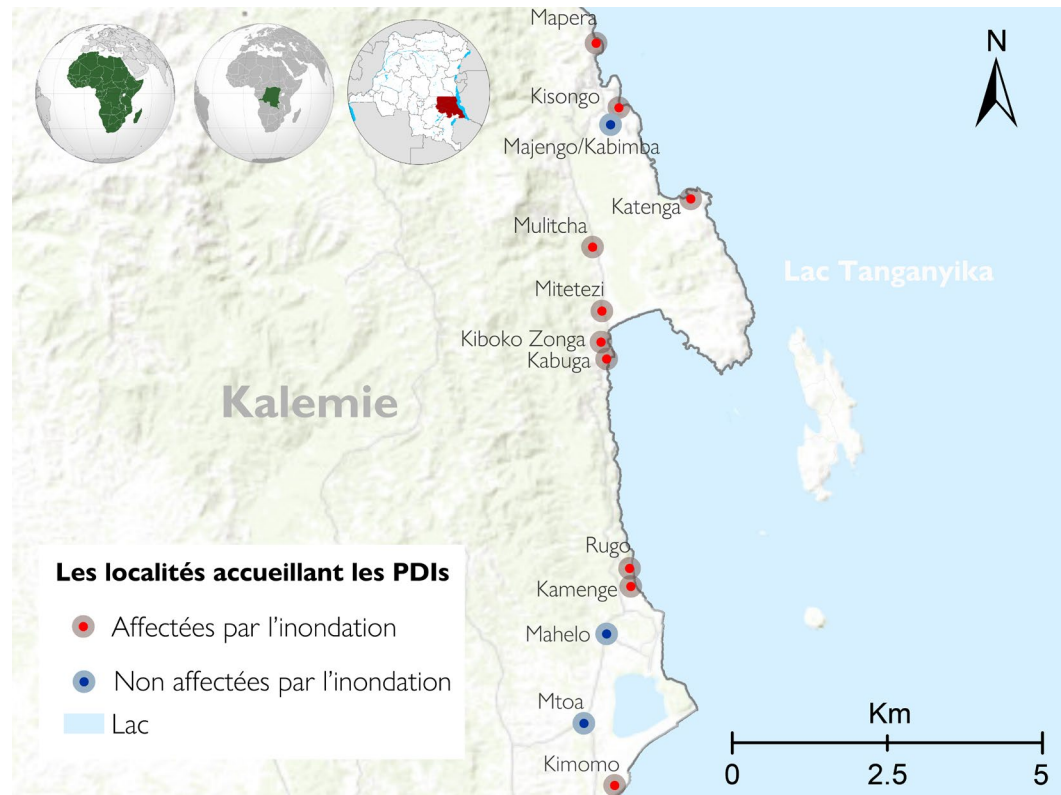 Mapera
N
Kisongo
Majengo/Kabimba
Katenga
Mulitcha
Lac Tanganyika
Mitetezi
Kiboko Zonga
Kabuga
Kalemie
Rugo
Les localités accueillant les PDIs
Kamenge
Affectées par l'inondation
Mahelo
Non affectées par l'inondation
Mtoa
Lac
Km
Kimomo
0 2.5 5